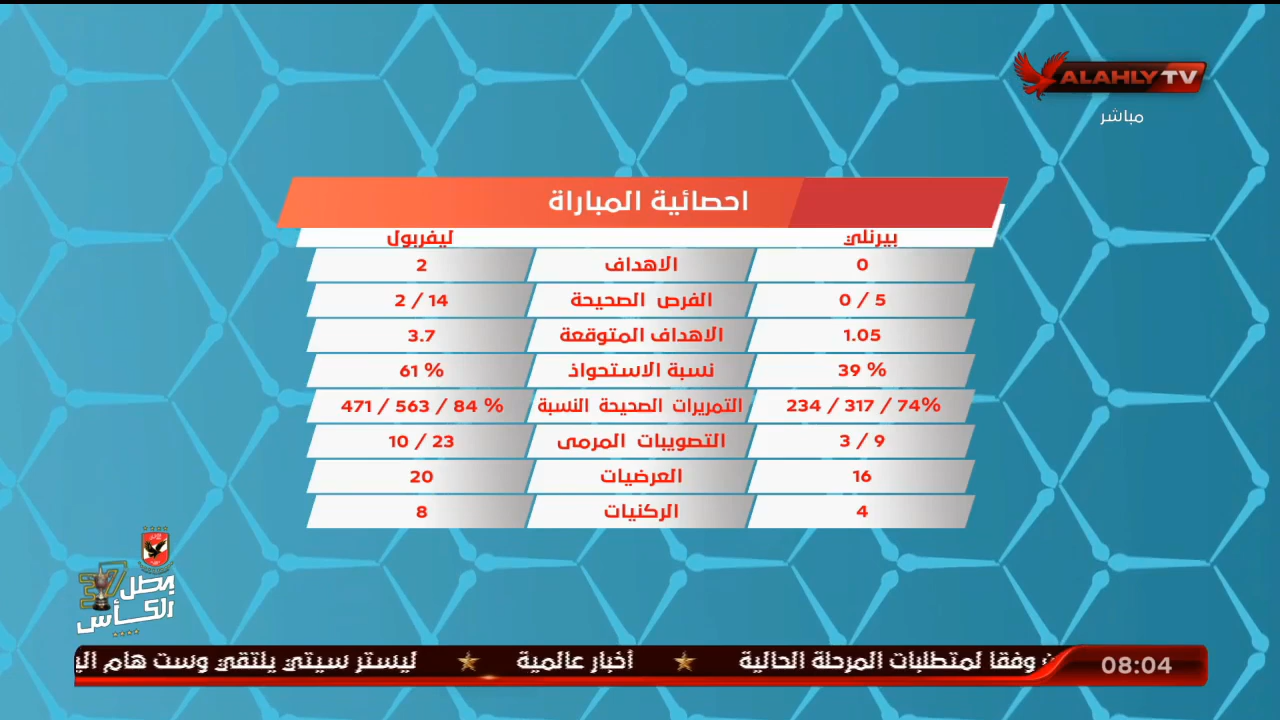 ALAHLY TV
مباشر
احصائية المباراة
بيرنلي ليفربول
0 الاهداف 2
0 / 5 الفرص الصحيحة 2 / 14
1.05 الاهداف المتوقعة 3.7
39 % نسبة الاستحواذ 61 %
234 / 317 / 74% التمريرات الصحيحة النسبة 471 / 563 / 84 %
3 / 9 التصويبات المرمى 10 / 23
16 العرضيات 20
4 الركنيات 8
37
بطل
الكأس
08:04 وفقا لمتطلبات المرحلة الحالية أخبار عالمية ليستر سيتي يلتقي وست هام